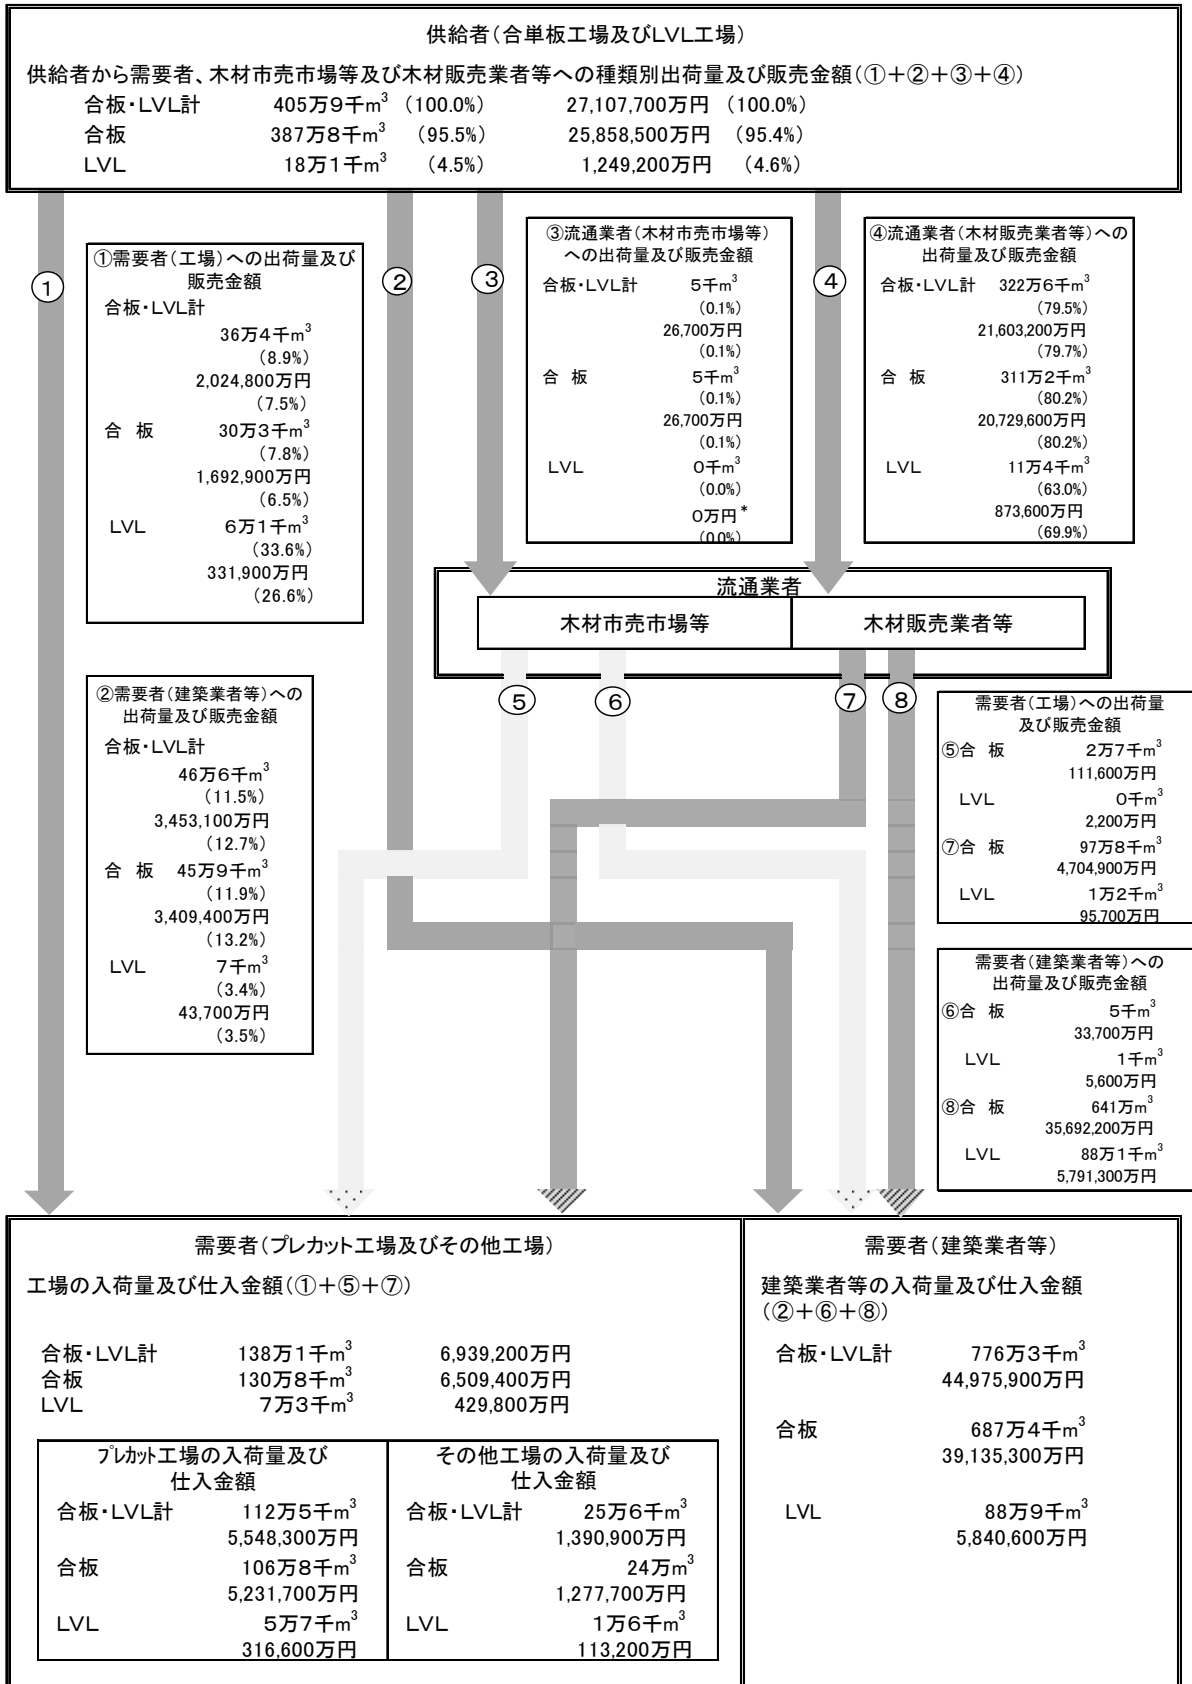 供給者(合単板工場及びLVL工場)
供給者から需要者、木材市売市場等及び木材販売業者等への種類別出荷量及び販売金額(①+②+③+④)
合板・LVL計 405万9千m³ (100.0%) 27,107,700万円 (100.0%)
合板 387万8千m³ (95.5%) 25,858,500万円 (95.4%)
LVL 18万1千m³ (4.5%) 1,249,200万円 (4.6%)
①
②
③
④
①需要者(工場)への出荷量及び
販売金額
合板・LVL計
36万4千m³
(8.9%)
2,024,800万円
(7.5%)
合 板 30万3千m³
(7.8%)
1,692,900万円
(6.5%)
LVL 6万1千m³
(33.6%)
331,900万円
(26.6%)
③流通業者(木材市売市場等)
への出荷量及び販売金額
合板・LVL計 5千m³
(0.1%)
26,700万円
(0.1%)
合 板 5千m³
(0.1%)
26,700万円
(0.1%)
LVL 0千m³
(0.0%)
0万円*
(0.0%)
④流通業者(木材販売業者等)への
出荷量及び販売金額
合板・LVL計 322万6千m³
(79.5%)
21,603,200万円
(79.7%)
合 板 311万2千m³
(80.2%)
20,729,600万円
(80.2%)
LVL 11万4千m³
(63.0%)
873,600万円
(69.9%)
流通業者
木材市売市場等 木材販売業者等
⑤
⑥
⑦
⑧
②需要者(建築業者等)への
出荷量及び販売金額
合板・LVL計
46万6千m³
(11.5%)
3,453,100万円
(12.7%)
合 板 45万9千m³
(11.9%)
3,409,400万円
(13.2%)
LVL 7千m³
(3.4%)
43,700万円
(3.5%)
需要者(工場)への出荷量
及び販売金額
⑤合 板 2万7千m³
111,600万円
LVL 0千m³
2,200万円
⑦合 板 97万8千m³
4,704,900万円
LVL 1万2千m³
95,700万円
需要者(建築業者等)への
出荷量及び販売金額
⑥合 板 5千m³
33,700万円
LVL 1千m³
5,600万円
⑧合 板 641万m³
35,692,200万円
LVL 88万1千m³
5,791,300万円
需要者(プレカット工場及びその他工場)
工場の入荷量及び仕入金額(①+⑤+⑦)
合板・LVL計 138万1千m³ 6,939,200万円
合板 130万8千m³ 6,509,400万円
LVL 7万3千m³ 429,800万円
プレカット工場の入荷量及び
仕入金額
合板・LVL計 112万5千m³
5,548,300万円
合板 106万8千m³
5,231,700万円
LVL 5万7千m³
316,600万円
その他工場の入荷量及び
仕入金額
合板・LVL計 25万6千m³
1,390,900万円
合板 24万m³
1,277,700万円
LVL 1万6千m³
113,200万円
需要者(建築業者等)
建築業者等の入荷量及び仕入金額
(②+⑥+⑧)
合板・LVL計 776万3千m³
44,975,900万円
合板 687万4千m³
39,135,300万円
LVL 88万9千m³
5,840,600万円